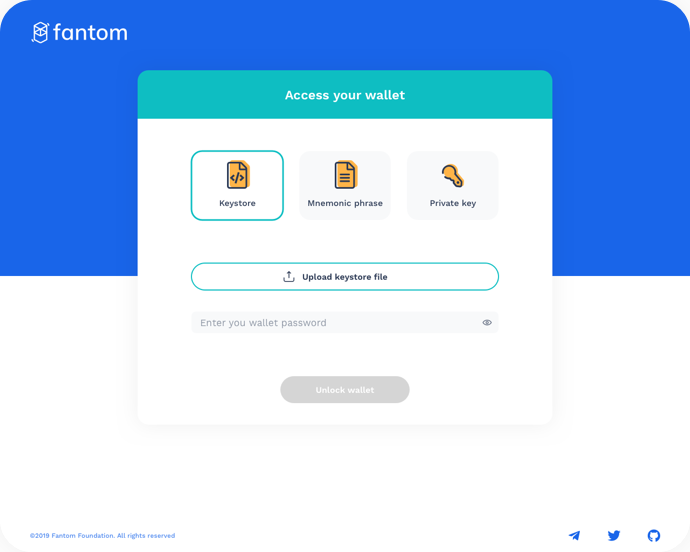 fantom
Access your wallet
Keystore
Mnemonic phrase
Private key
Upload keystore file
Enter you wallet password
Unlock wallet
©2019 Fantom Foundation. All rights reserved